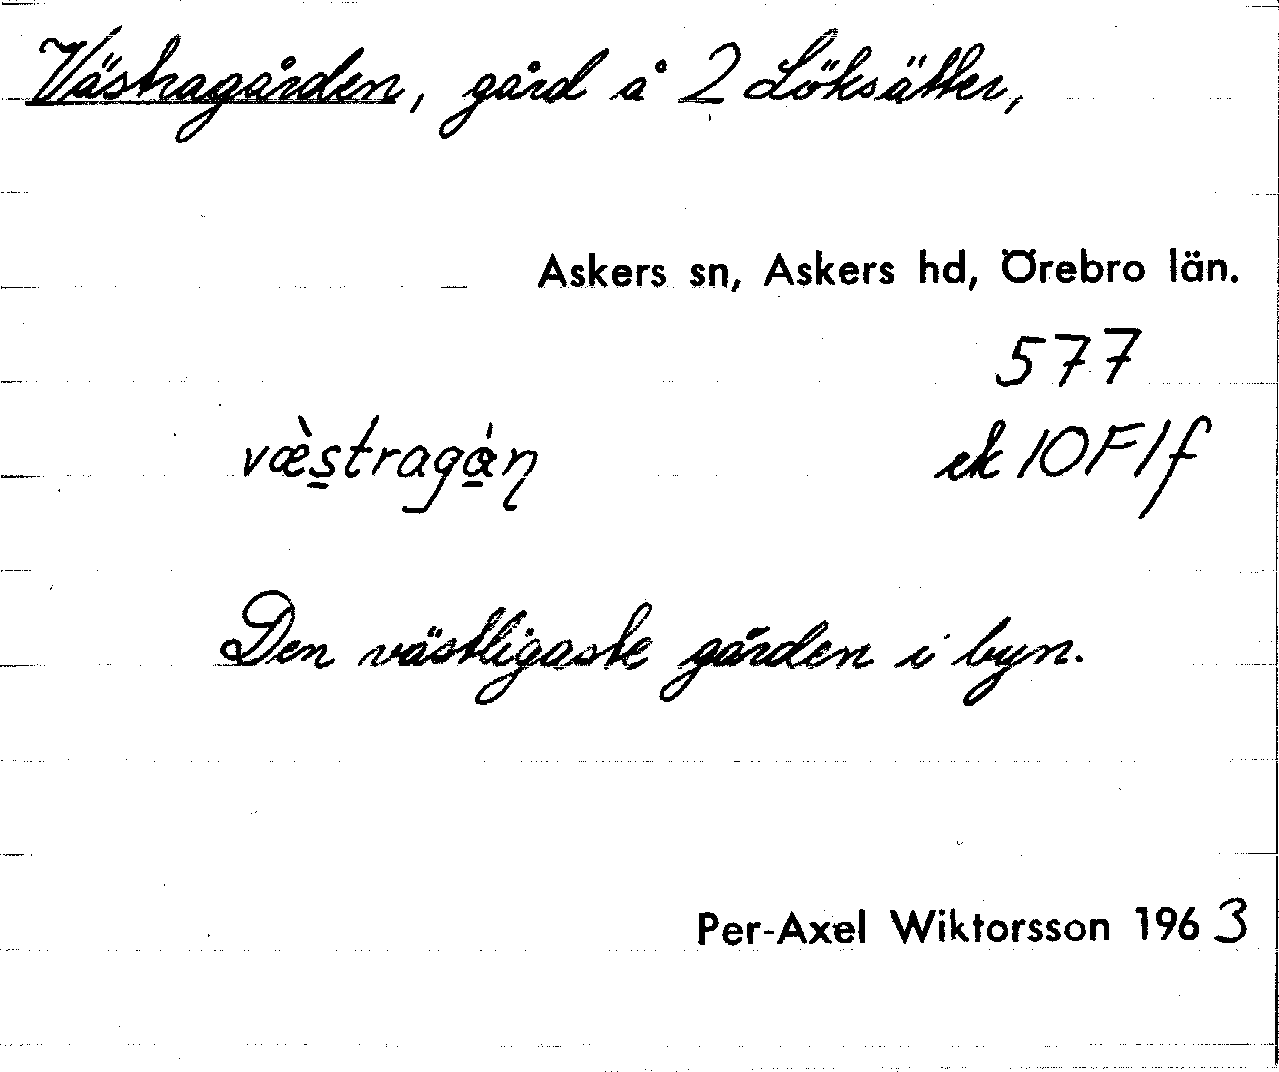 Västragården, gård å 2 Löksätter,
Askers sn, Askers hd, Örebro län.
577
væ̀s̲tragǻ̲ṇ ek 10F1f
Den västligaste gården i byn.
Per-Axel Wiktorsson 1963